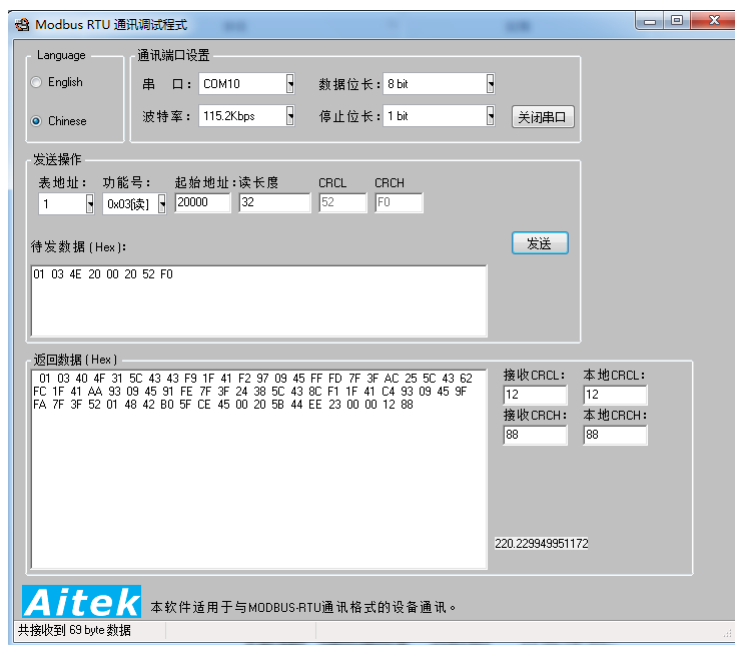 Modbus RTU 通讯调试程式
Language
English
Chinese
通讯端口设置
串 口: COM10 数据位长: 8 bit
波特率: 115.2Kbps 停止位长: 1 bit 关闭串口
发送操作
表地址: 功能号: 起始地址:读长度 CRCL CRCH
1 0x03[读] 20000 32 52 F0
待发数据(Hex): 发送
01 03 4E 20 00 20 52 F0
返回数据(Hex)
01 03 40 4F 31 5C 43 43 F9 1F 41 F2 97 09 45 FF FD 7F 3F AC 25 5C 43 62
FC 1F 41 AA 93 09 45 91 FE 7F 3F 24 38 5C 43 8C F1 1F 41 C4 93 09 45 9F
FA 7F 3F 52 01 48 42 B0 5F CE 45 00 20 5B 44 EE 23 00 00 12 88
接收CRCL: 本地CRCL:
12 12
接收CRCH: 本地CRCH:
88 88
220.229949951172
Aitek 本软件适用于与MODBUS-RTU通讯格式的设备通讯。
共接收到 69 byte 数据